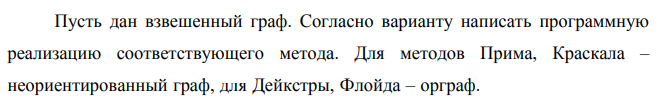 Пусть дан взвешенный граф. Согласно варианту написать программную
реализацию соответствующего метода. Для методов Прима, Краскала –
неориентированный граф, для Дейкстры, Флойда – орграф.